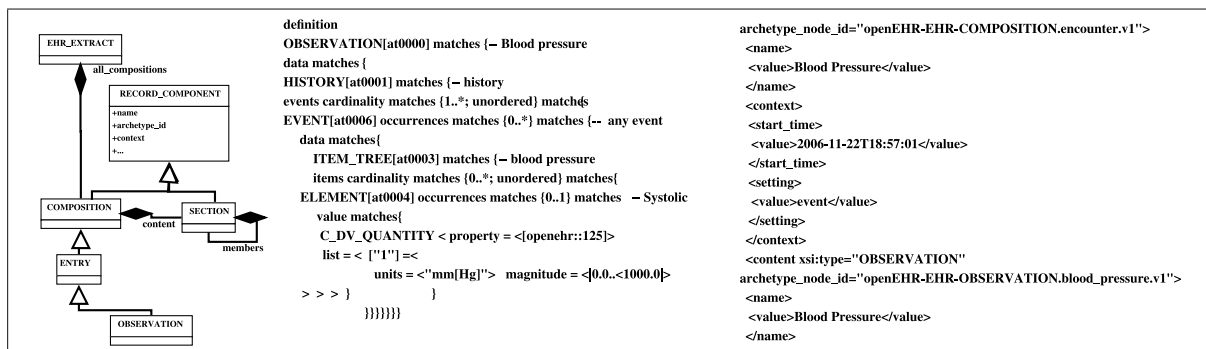 EHR_EXTRACT
all_compositions
RECORD_COMPONENT
+name
+archetype_id
+context
+...
COMPOSITION
content
SECTION
members
ENTRY
OBSERVATION
definition
OBSERVATION[at0000] matches {– Blood pressure
data matches {
HISTORY[at0001] matches {– history
events cardinality matches {1..*; unordered} matches
EVENT[at0006] occurrences matches {0..*} matches {-- any event
data matches{
ITEM_TREE[at0003] matches {– blood pressure
items cardinality matches {0..*; unordered} matches{
ELEMENT[at0004] occurrences matches {0..1} matches – Systolic
value matches{
C_DV_QUANTITY < property = <[openehr::125]>
list = < ["1"] =<
units = <"mm[Hg]"> magnitude = <|0.0..<1000.0|>
> > > } }
}}}}}}}
archetype_node_id="openEHR-EHR-COMPOSITION.encounter.v1">
<name>
<value>Blood Pressure</value>
</name>
<context>
<start_time>
<value>2006-11-22T18:57:01</value>
</start_time>
<setting>
<value>event</value>
</setting>
</context>
<content xsi:type="OBSERVATION"
archetype_node_id="openEHR-EHR-OBSERVATION.blood_pressure.v1">
<name>
<value>Blood Pressure</value>
</name>